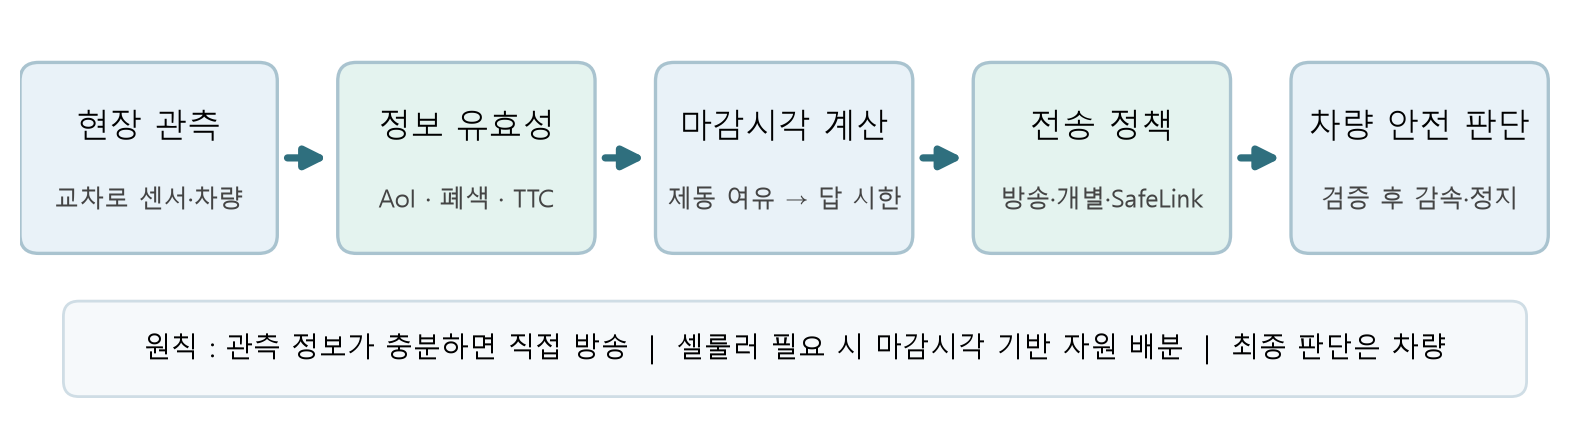 현장 관측
교차로 센서·차량
정보 유효성
AoI · 폐색 · TTC
마감시각 계산
제동 여유 → 답 시한
전송 정책
방송·개별·SafeLink
차량 안전 판단
검증 후 감속·정지
원칙 : 관측 정보가 충분하면 직접 방송 | 셀룰러 필요 시 마감시각 기반 자원 배분 | 최종 판단은 차량